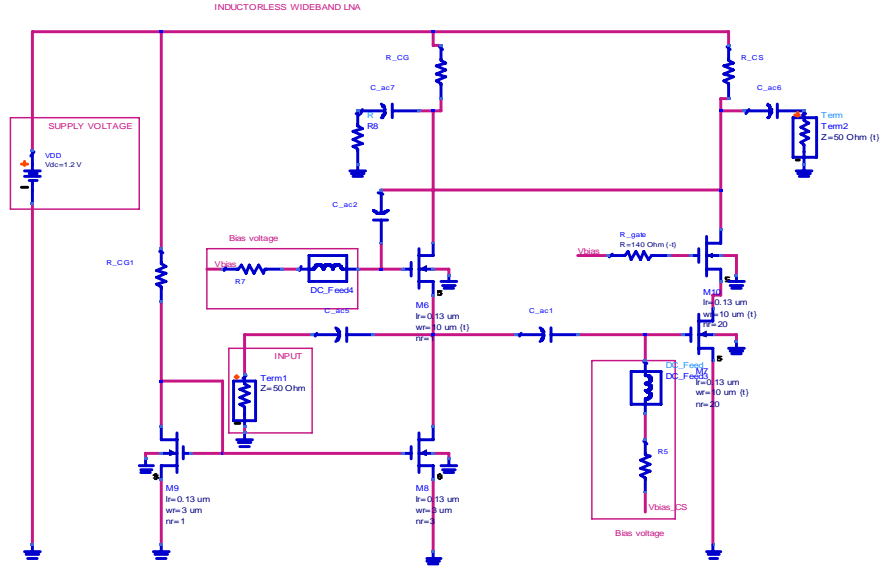 INDUCTORLESS WIDEBAND LNA
R_CG
R_CS
C_ac7
C_ac6
R
R8
Term
Term2
Z=50 Ohm {t}
SUPPLY VOLTAGE
VDD
Vdc=1.2 V
C_ac2
Bias voltage
Vbias
R7
DC_Feed4
R_CG1
Vbias
R_gate
R=140 Ohm {-t}
M6
lr=0.13 um
wr=10 um {t}
M10
lr=0.13 um
wr=10 um {t}
nr=20
C_ac5
C_ac1
INPUT
Term1
Z=50 Ohm
DC_Feed
DC_Feed3
M7
lr=0.13 um
wr=10 um {t}
nr=20
R5
Vbias_CS
Bias voltage
M9
lr=0.13 um
wr=3 um
nr=1
M8
lr=0.13 um
wr=3 um